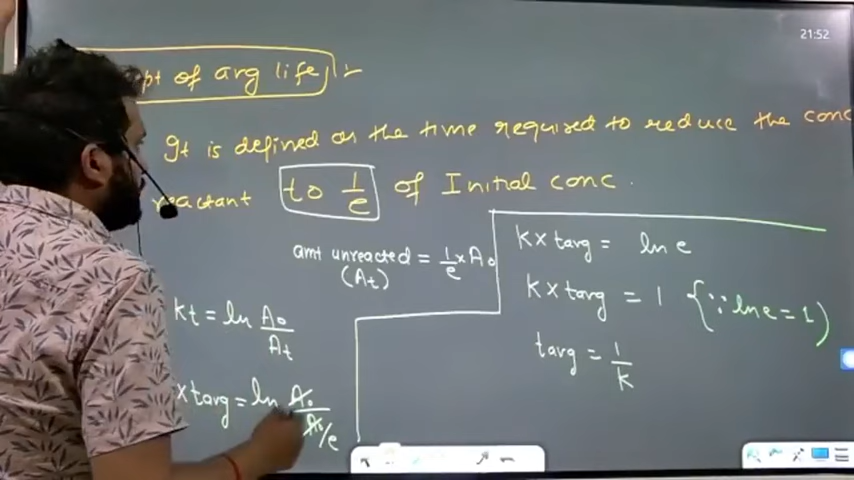 21:52
pt of avg life :-
It is defined as the time required to reduce the conc
reactant to 1/e of Initial conc.
amt unreacted = 1/e x A₀
(At)
kt = ln A₀/At
x tavg = ln A₀/A₀/e
k x tavg = ln e
k x tavg = 1 {∵ ln e = 1)
tavg = 1/k